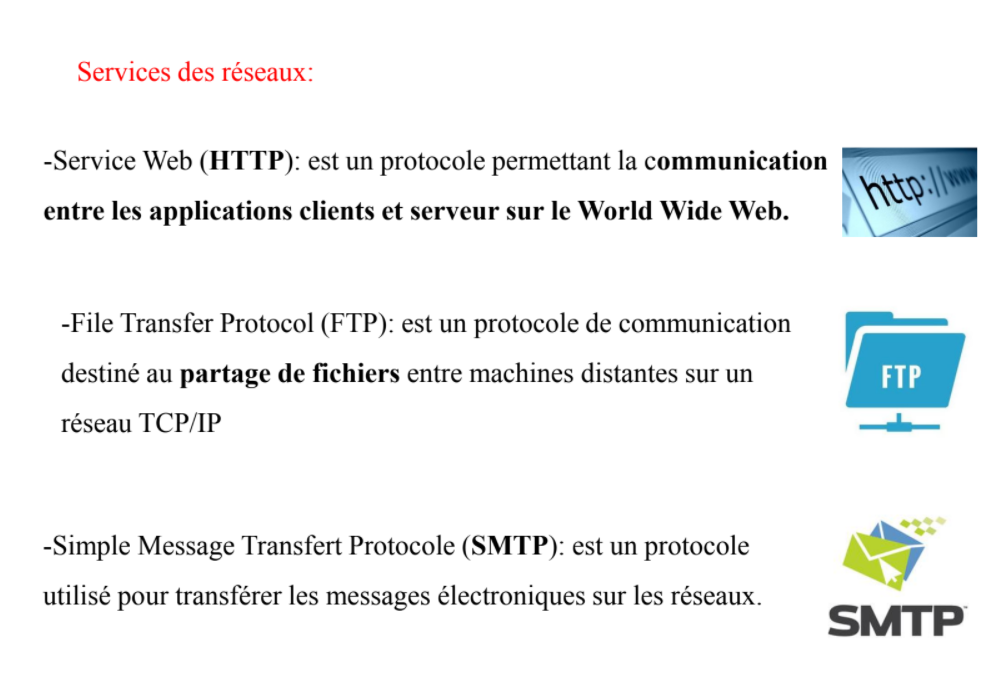 Services des réseaux:
-Service Web (HTTP): est un protocole permettant la communication
entre les applications clients et serveur sur le World Wide Web.
http://www
-File Transfer Protocol (FTP): est un protocole de communication
destiné au partage de fichiers entre machines distantes sur un
réseau TCP/IP
FTP
-Simple Message Transfert Protocole (SMTP): est un protocole
utilisé pour transférer les messages électroniques sur les réseaux.
SMTP